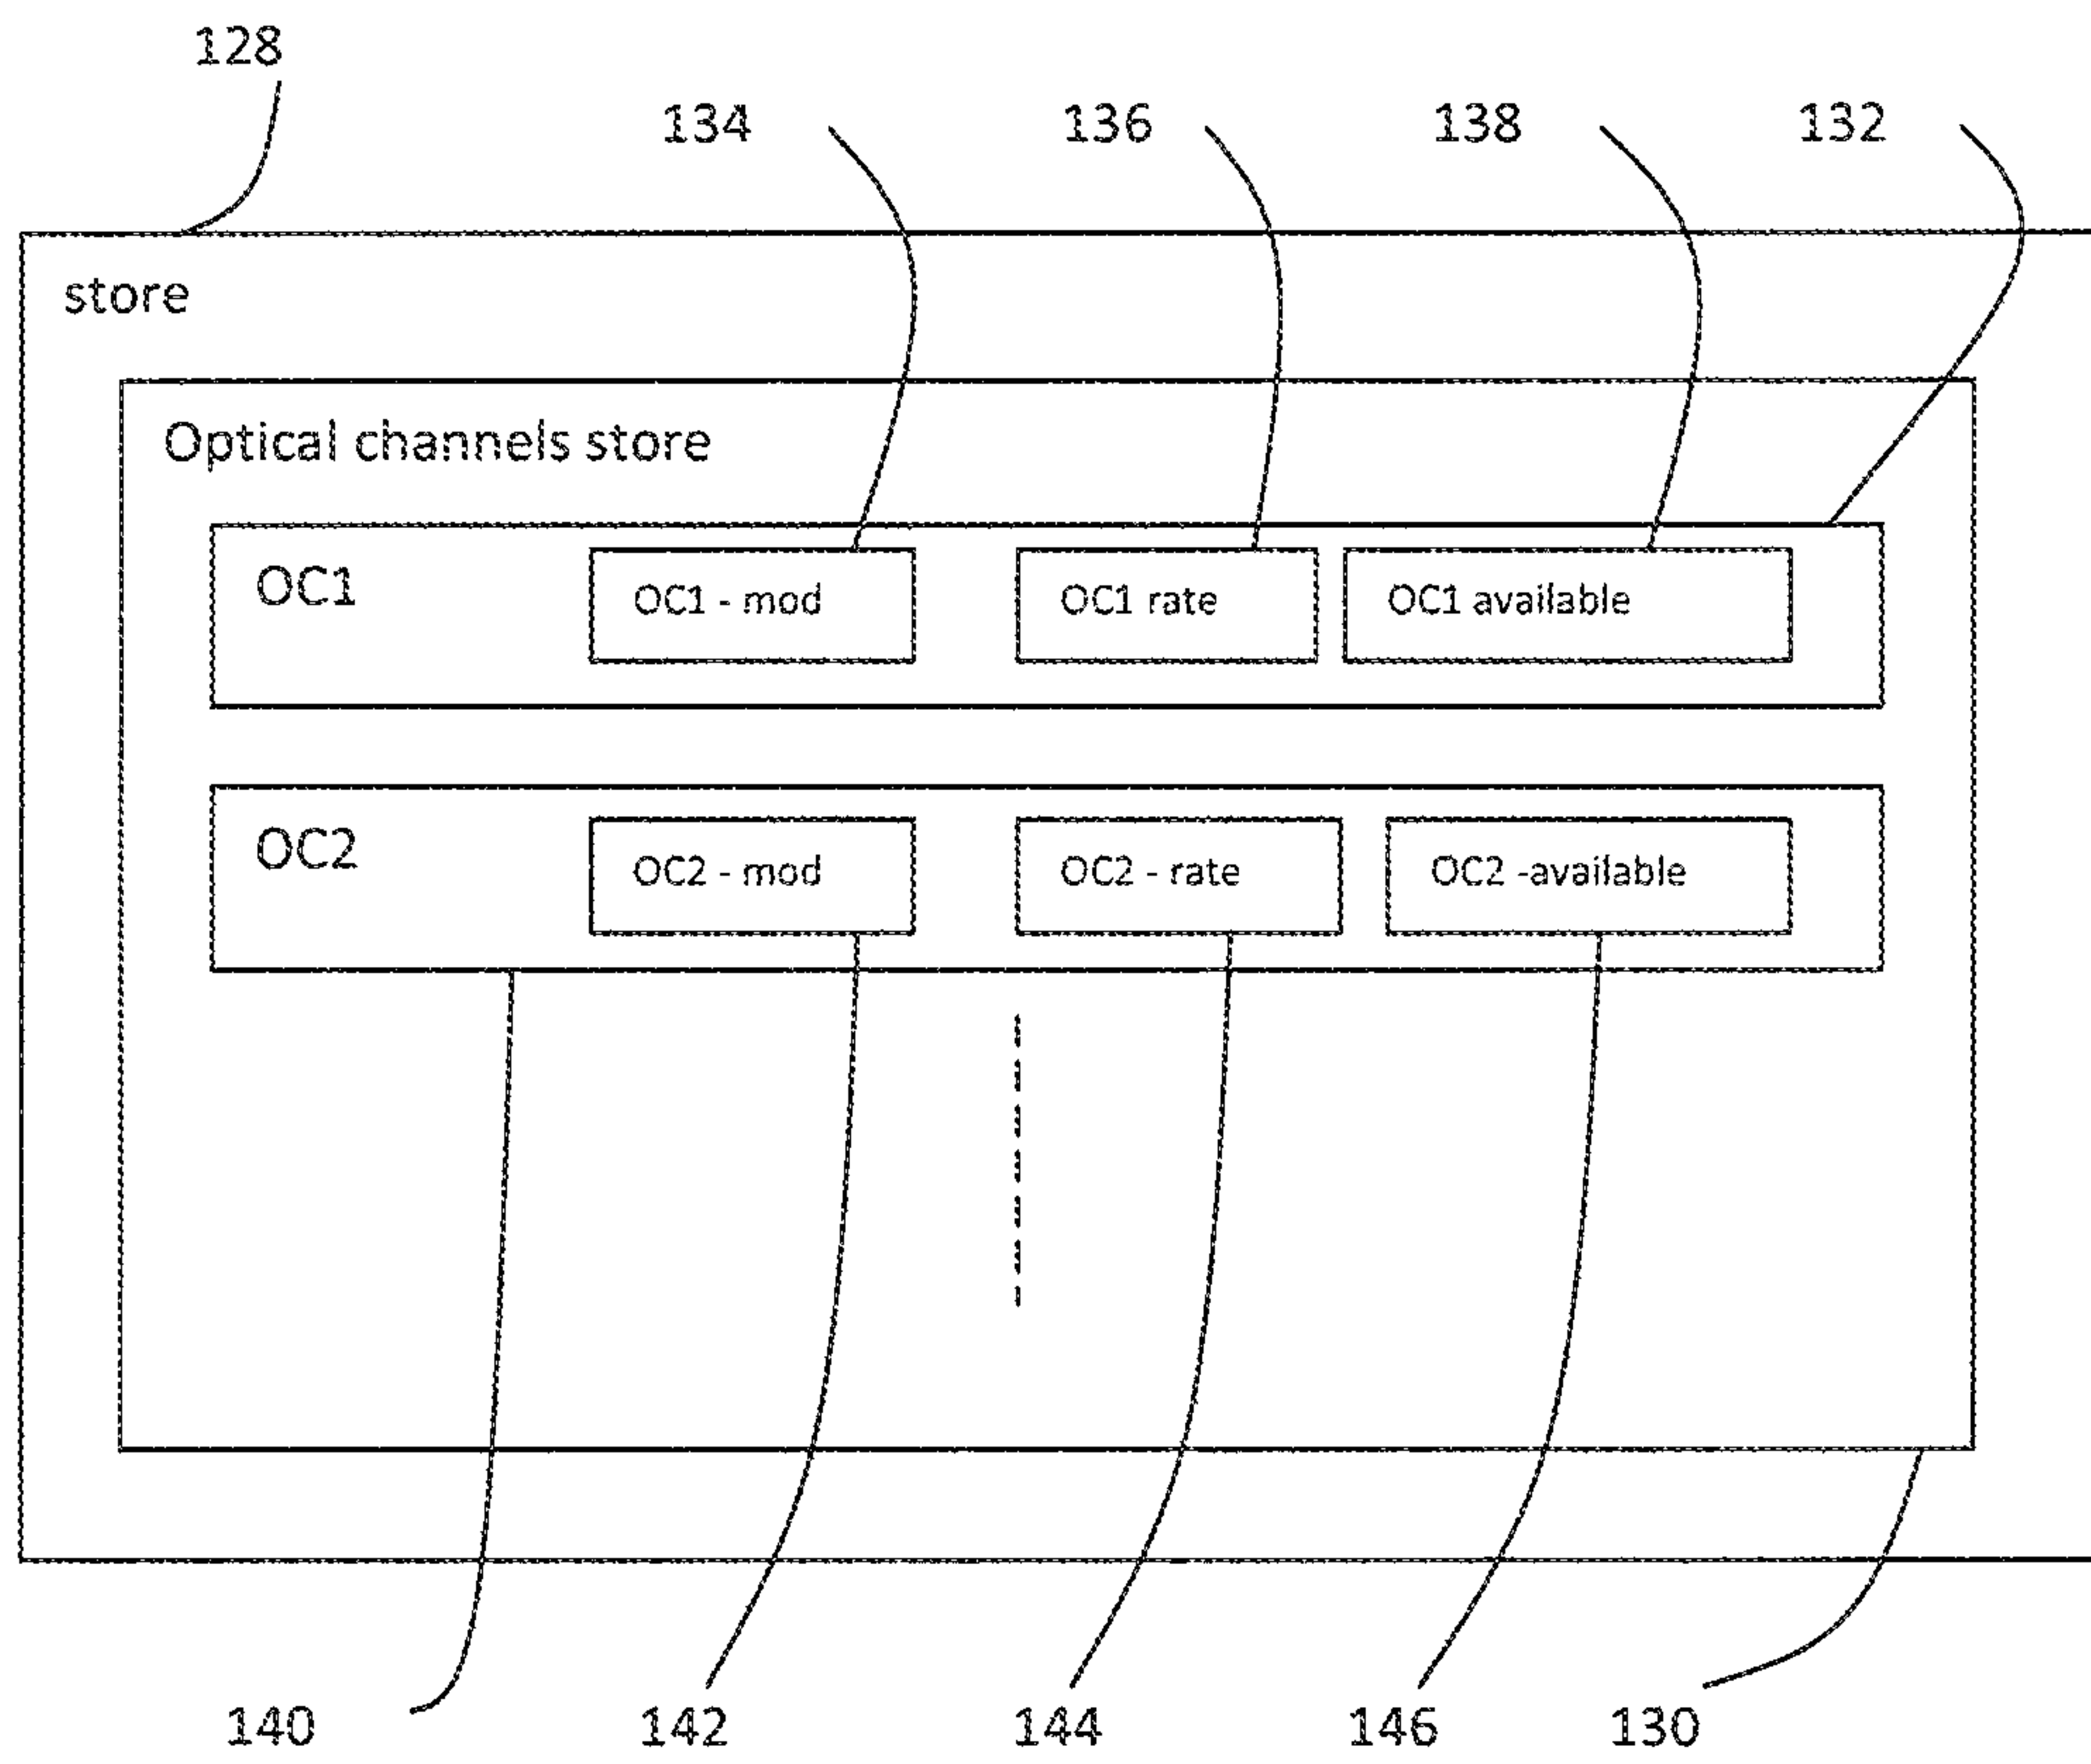 128
134 136 138 132
store
Optical channels store
OC1 OC1 - mod OC1 rate OC1 available
OC2 OC2 - mod OC2 - rate OC2 -available
140 142 144 146 130